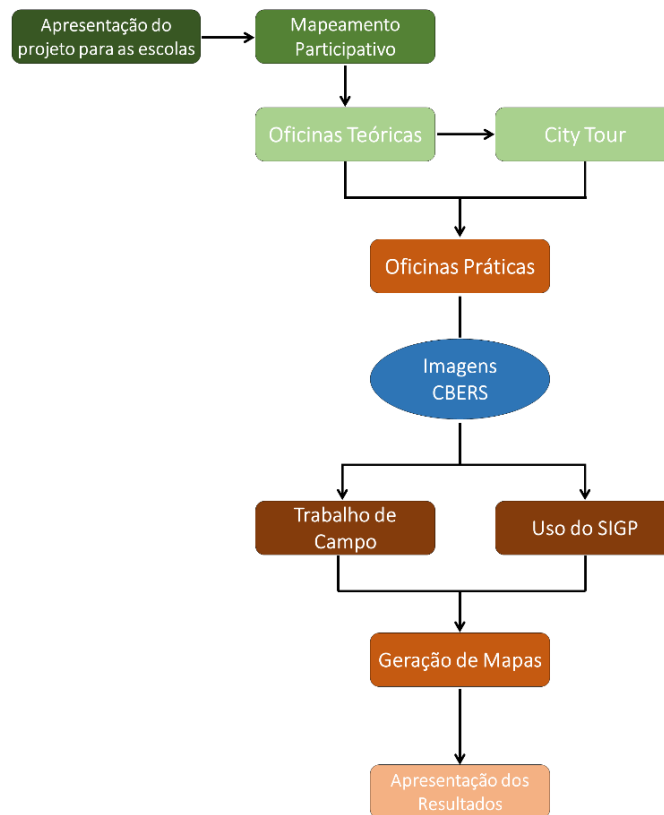 Apresentação do
projeto para as escolas
Mapeamento
Participativo
Oficinas Teóricas
City Tour
Oficinas Práticas
Imagens
CBERS
Trabalho de
Campo
Uso do SIGP
Geração de Mapas
Apresentação dos
Resultados